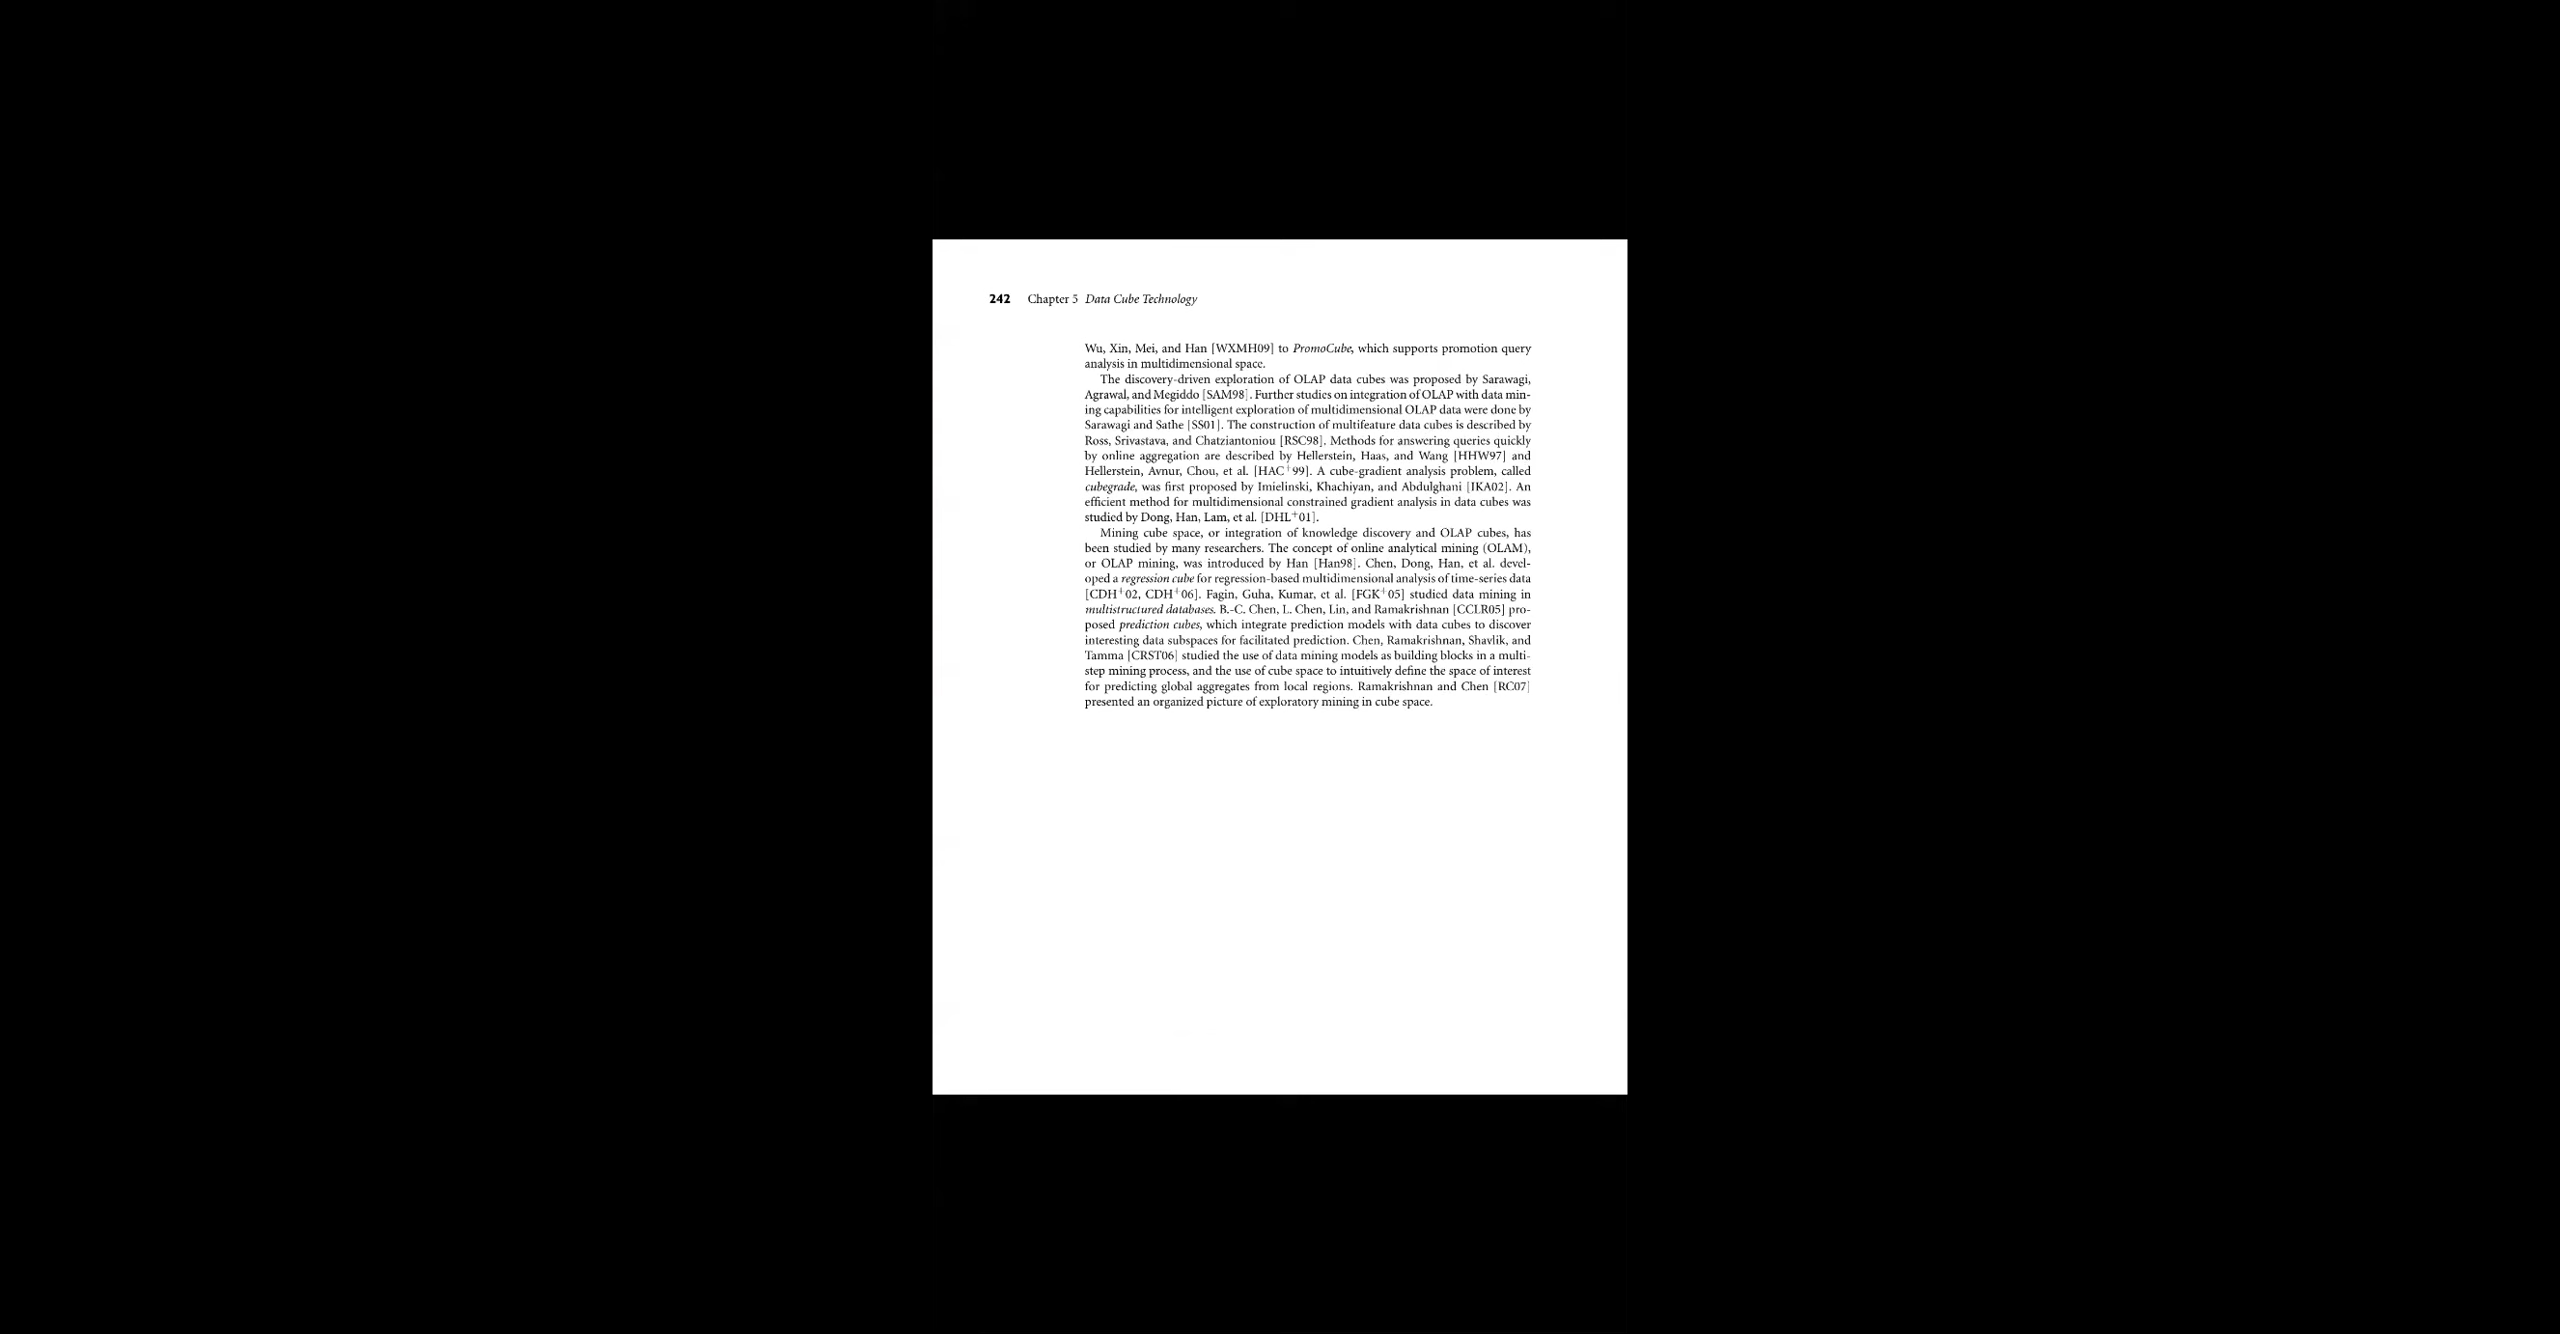 242 Chapter 5 Data Cube Technology
Wu, Xin, Mei, and Han [WXMH09] to PromoCube, which supports promotion query
analysis in multidimensional space.
The discovery-driven exploration of OLAP data cubes was proposed by Sarawagi,
Agrawal, and Megiddo [SAM98]. Further studies on integration of OLAP with data min-
ing capabilities for intelligent exploration of multidimensional OLAP data were done by
Sarawagi and Sathe [SS01]. The construction of multifeature data cubes is described by
Ross, Srivastava, and Chatziantoniou [RSC98]. Methods for answering queries quickly
by online aggregation are described by Hellerstein, Haas, and Wang [HHW97] and
Hellerstein, Avnur, Chou, et al. [HAC+99]. A cube-gradient analysis problem, called
cubegrade, was first proposed by Imielinski, Khachiyan, and Abdulghani [IKA02]. An
efficient method for multidimensional constrained gradient analysis in data cubes was
studied by Dong, Han, Lam, et al. [DHL+01].
Mining cube space, or integration of knowledge discovery and OLAP cubes, has
been studied by many researchers. The concept of online analytical mining (OLAM),
or OLAP mining, was introduced by Han [Han98]. Chen, Dong, Han, et al. devel-
oped a regression cube for regression-based multidimensional analysis of time-series data
[CDH+02, CDH+06]. Fagin, Guha, Kumar, et al. [FGK+05] studied data mining in
multistructured databases. B.-C. Chen, L. Chen, Lin, and Ramakrishnan [CCLR05] pro-
posed prediction cubes, which integrate prediction models with data cubes to discover
interesting data subspaces for facilitated prediction. Chen, Ramakrishnan, Shavlik, and
Tamma [CRST06] studied the use of data mining models as building blocks in a multi-
step mining process, and the use of cube space to intuitively define the space of interest
for predicting global aggregates from local regions. Ramakrishnan and Chen [RC07]
presented an organized picture of exploratory mining in cube space.